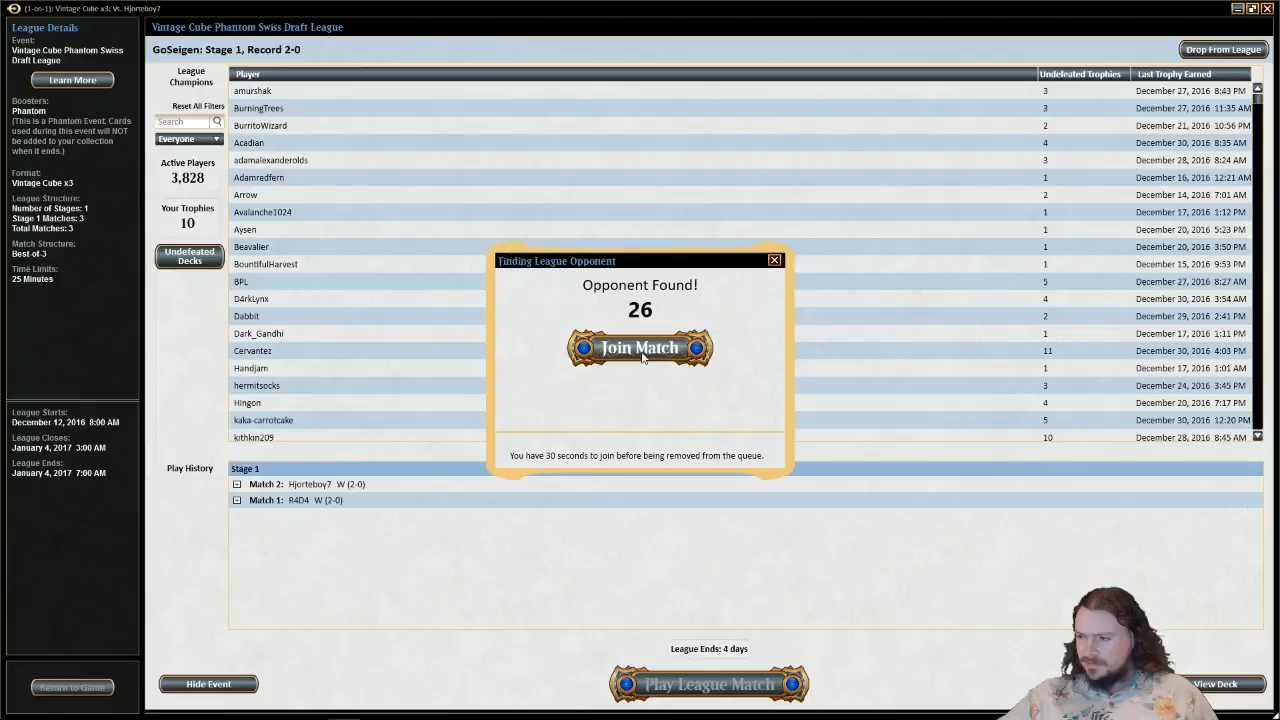 (1-on-1): Vintage Cube x3: Vs. Hjorteboy7
League Details
Event:
Vintage Cube Phantom Swiss
Draft League
Learn More
Boosters:
Phantom
(This is a Phantom Event. Cards
used during this event will NOT
be added to your collection
when it ends.)
Format:
Vintage Cube x3
League Structure:
Number of Stages: 1
Stage 1 Matches: 3
Total Matches: 3
Match Structure:
Best-of-3
Time Limits:
25 Minutes
League Starts:
December 12, 2016 8:00 AM
League Closes:
January 4, 2017 3:00 AM
League Ends:
January 4, 2017 7:00 AM
Return to Game
Vintage Cube Phantom Swiss Draft League
GoSeigen: Stage 1, Record 2-0
Drop From League
League
Champions
Reset All Filters
Search
Everyone
Active Players
3,828
Your Trophies
10
Undefeated
Decks
Player Undefeated Trophies Last Trophy Earned
amurshak 3 December 27, 2016 8:43 PM
BurningTrees 3 December 27, 2016 11:35 AM
BurritoWizard 2 December 21, 2016 10:56 PM
Acadian 4 December 30, 2016 8:35 AM
adamalexanderolds 3 December 28, 2016 8:24 AM
Adamredfern 1 December 16, 2016 12:21 AM
Arrow 2 December 14, 2016 7:01 AM
Avalanche1024 1 December 17, 2016 1:12 PM
Aysen 1 December 20, 2016 5:23 PM
Beavalier 1 December 20, 2016 3:50 PM
BountifulHarvest 1 December 15, 2016 9:53 PM
BPL 5 December 27, 2016 8:27 AM
D4rkLynx 4 December 30, 2016 3:54 AM
Dabbit 2 December 29, 2016 2:41 PM
Dark_Gandhi 1 December 17, 2016 1:11 PM
Cervantez 11 December 30, 2016 4:03 PM
Handjam 1 December 17, 2016 1:01 AM
hermitsocks 3 December 24, 2016 3:45 PM
Hingon 4 December 20, 2016 7:17 PM
kaka-carrotcake 5 December 30, 2016 12:20 PM
kithkin209 10 December 28, 2016 8:45 AM
Finding League Opponent
Opponent Found!
26
Join Match
You have 30 seconds to join before being removed from the queue.
Play History
Stage 1
Match 2: Hjorteboy7 W (2-0)
Match 1: R4D4 W (2-0)
League Ends: 4 days
Hide Event
Play League Match
View Deck